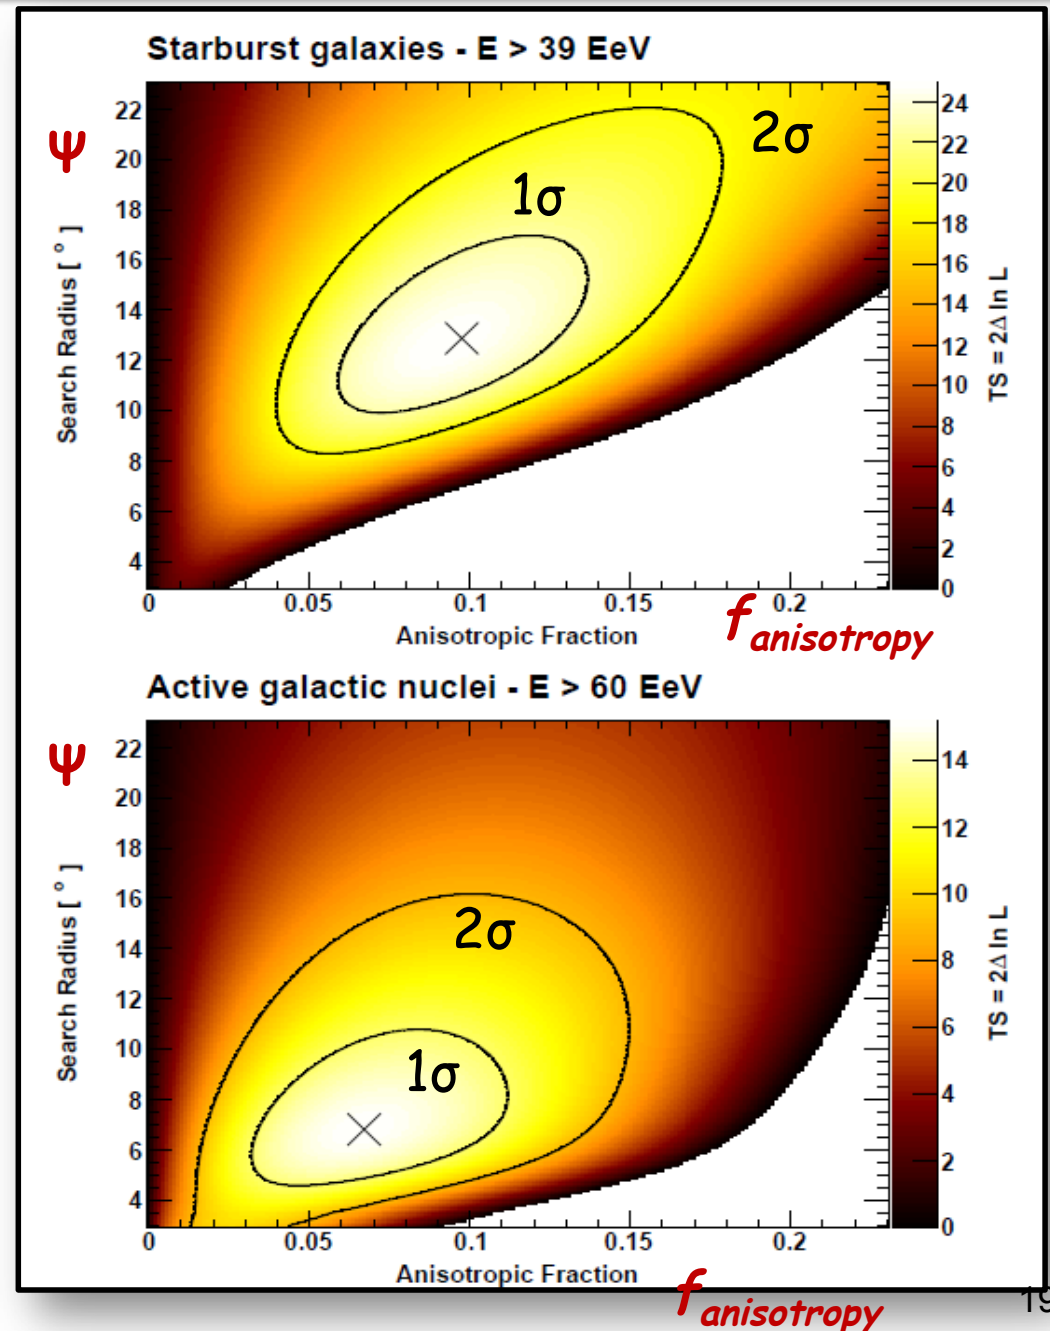 Starburst galaxies - E > 39 EeV
ψ
Search Radius [ ° ]
22
20
18
16
14
12
10
8
6
4
2σ
1σ
0 0.05 0.1 0.15 0.2
Anisotropic Fraction
f anisotropy
24
22
20
18
16
14
12
10
8
6
4
2
0
TS = 2Δ ln L
Active galactic nuclei - E > 60 EeV
ψ
Search Radius [ ° ]
22
20
18
16
14
12
10
8
6
4
2σ
1σ
0 0.05 0.1 0.15 0.2
Anisotropic Fraction
f anisotropy
14
12
10
8
6
4
2
0
TS = 2Δ ln L
19